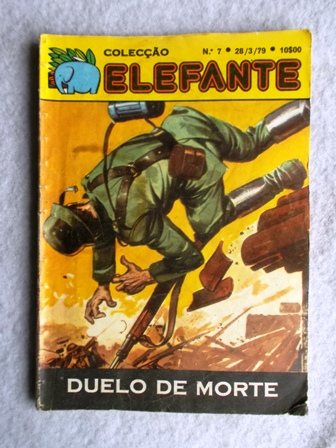 COLECÇÃO
N.º 7 • 28/3/79 • 10$00
ELEFANTE
DUELO DE MORTE